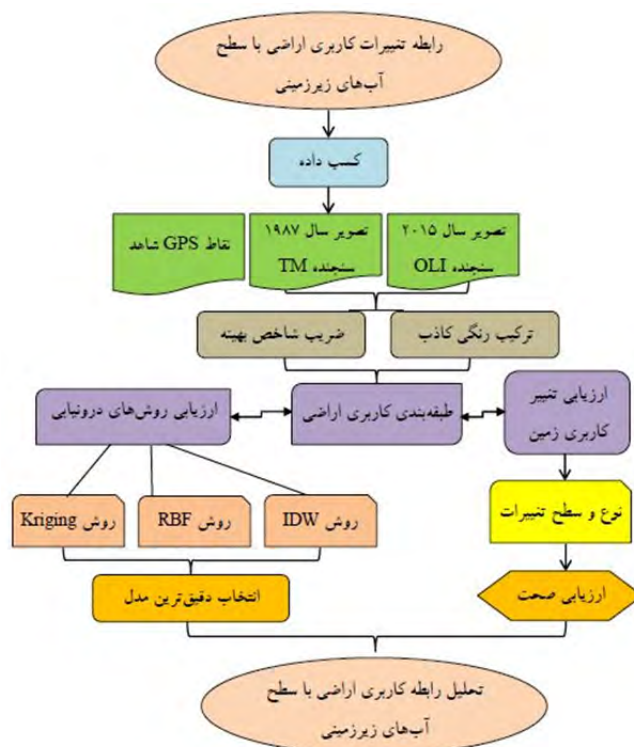 رابطه تغییرات کاربری اراضی با سطح
آب‌های زیرزمینی
کسب داده
تصویر سال ۲۰۱۵
سنجنده OLI
تصویر سال ۱۹۸۷
سنجنده TM
نقاط GPS شاهد
ترکیب رنگی کاذب
ضریب شاخص بهینه
ارزیابی تغییر
کاربری زمین
طبقه‌بندی کاربری اراضی
ارزیابی روش‌های درونیابی
نوع و سطح تغییرات
روش IDW
روش RBF
روش Kriging
ارزیابی صحت
انتخاب دقیق‌ترین مدل
تحلیل رابطه کاربری اراضی با سطح
آب‌های زیرزمینی